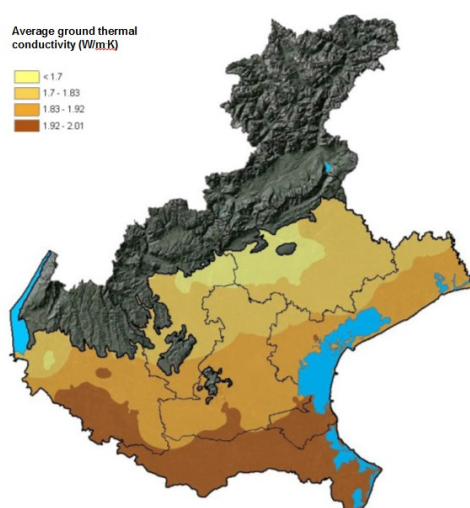 Average ground thermal
conductivity (W/m·K)
< 1.7
1.7 - 1.83
1.83 - 1.92
1.92 - 2.01